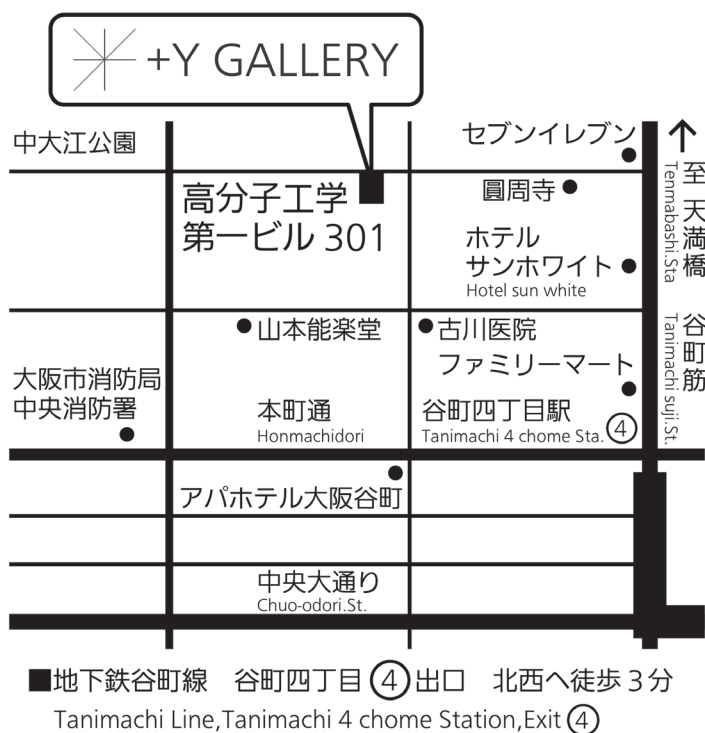 +Y GALLERY
中大江公園
セブンイレブン
至 天満橋
Tenmabashi.Sta
高分子工学
第一ビル 301
圓周寺
ホテル
サンホワイト
Hotel sun white
山本能楽堂
古川医院
谷町筋
Tanimachi suji.St.
ファミリーマート
大阪市消防局
中央消防署
本町通
Honmachidori
谷町四丁目駅
Tanimachi 4 chome Sta. ④
アパホテル大阪谷町
中央大通り
Chuo-odori.St.
■地下鉄谷町線 谷町四丁目④出口 北西へ徒歩3分
Tanimachi Line,Tanimachi 4 chome Station,Exit④